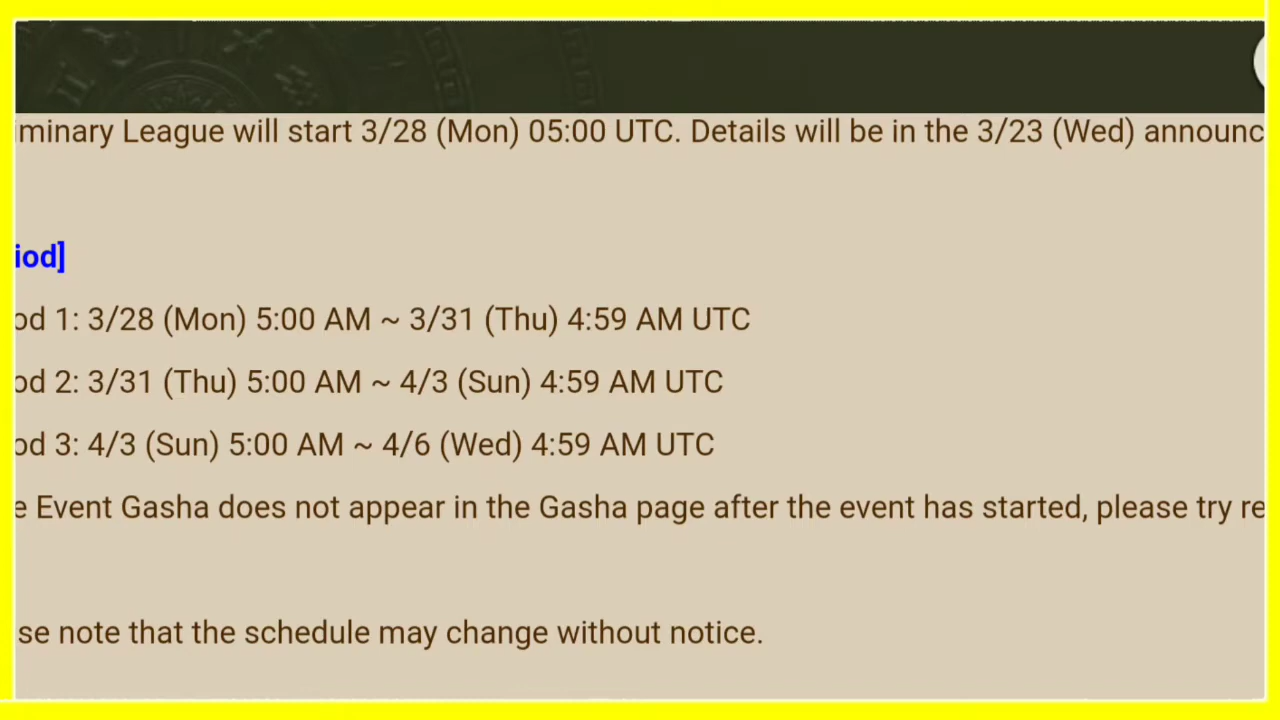 iminary League will start 3/28 (Mon) 05:00 UTC. Details will be in the 3/23 (Wed) announc
iod]
od 1: 3/28 (Mon) 5:00 AM ~ 3/31 (Thu) 4:59 AM UTC
od 2: 3/31 (Thu) 5:00 AM ~ 4/3 (Sun) 4:59 AM UTC
od 3: 4/3 (Sun) 5:00 AM ~ 4/6 (Wed) 4:59 AM UTC
e Event Gasha does not appear in the Gasha page after the event has started, please try re
se note that the schedule may change without notice.